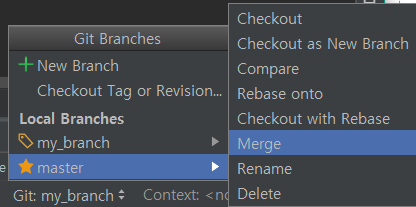 Git Branches
New Branch
Checkout Tag or Revision...
Local Branches
my_branch
master
Git: my_branch
Context:
Checkout
Checkout as New Branch
Compare
Rebase onto
Checkout with Rebase
Merge
Rename
Delete